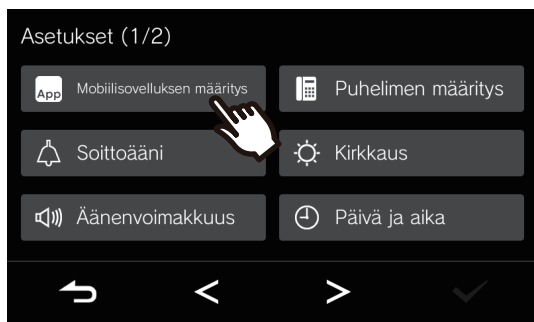 Asetukset (1/2)
App Mobiilisovelluksen määritys
Puhelimen määritys
Soittoääni
Kirkkaus
Äänenvoimakkuus
Päivä ja aika